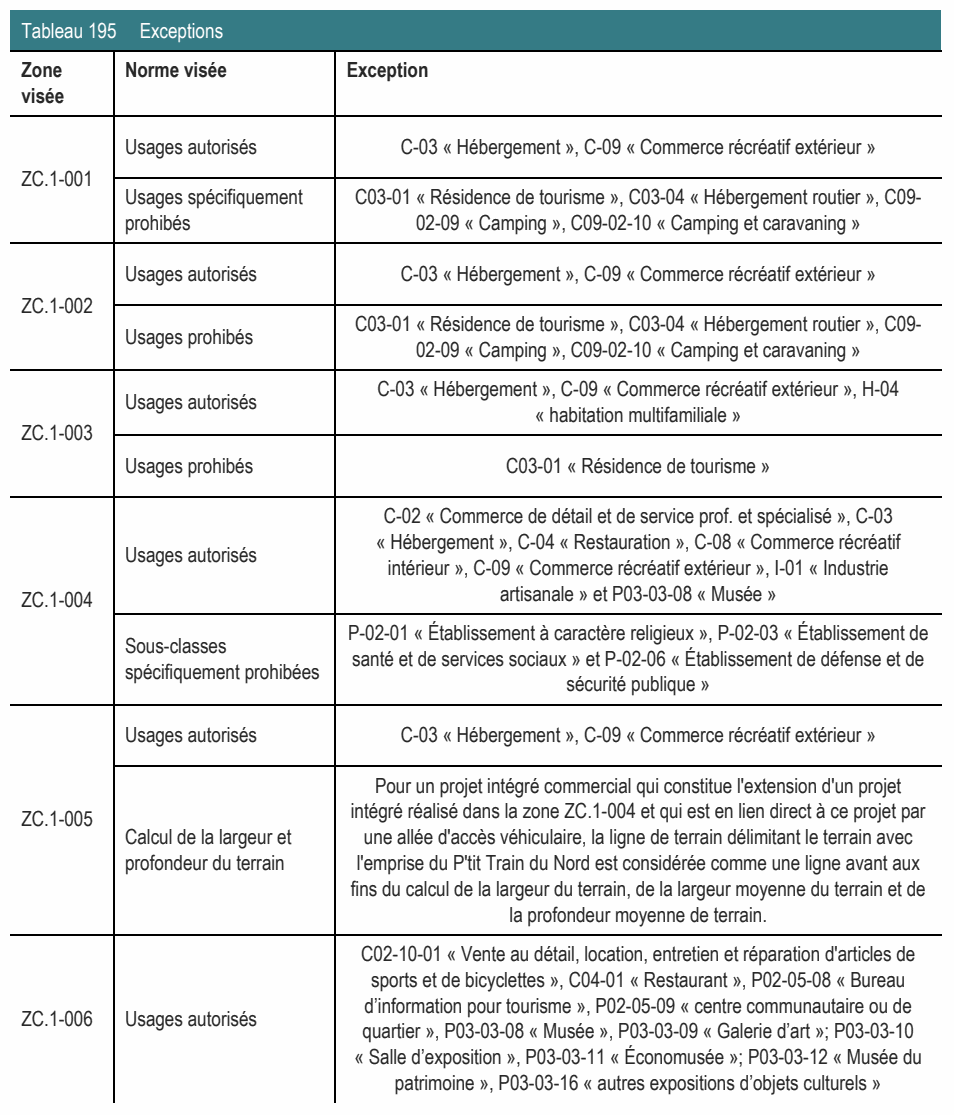 Tableau 195 Exceptions
Zone
visée
Norme visée
Exception
ZC.1-001
Usages autorisés
C-03 « Hébergement », C-09 « Commerce récréatif extérieur »
Usages spécifiquement
prohibés
C03-01 « Résidence de tourisme », C03-04 « Hébergement routier », C09-
02-09 « Camping », C09-02-10 « Camping et caravaning »
ZC.1-002
Usages autorisés
C-03 « Hébergement », C-09 « Commerce récréatif extérieur »
Usages prohibés
C03-01 « Résidence de tourisme », C03-04 « Hébergement routier », C09-
02-09 « Camping », C09-02-10 « Camping et caravaning »
ZC.1-003
Usages autorisés
C-03 « Hébergement », C-09 « Commerce récréatif extérieur », H-04
« habitation multifamiliale »
Usages prohibés
C03-01 « Résidence de tourisme »
ZC.1-004
Usages autorisés
C-02 « Commerce de détail et de service prof. et spécialisé », C-03
« Hébergement », C-04 « Restauration », C-08 « Commerce récréatif
intérieur », C-09 « Commerce récréatif extérieur », I-01 « Industrie
artisanale » et P03-03-08 « Musée »
Sous-classes
spécifiquement prohibées
P-02-01 « Établissement à caractère religieux », P-02-03 « Établissement de
santé et de services sociaux » et P-02-06 « Établissement de défense et de
sécurité publique »
ZC.1-005
Usages autorisés
C-03 « Hébergement », C-09 « Commerce récréatif extérieur »
Calcul de la largeur et
profondeur du terrain
Pour un projet intégré commercial qui constitue l'extension d'un projet
intégré réalisé dans la zone ZC.1-004 et qui est en lien direct à ce projet par
une allée d'accès véhiculaire, la ligne de terrain délimitant le terrain avec
l'emprise du P'tit Train du Nord est considérée comme une ligne avant aux
fins du calcul de la largeur du terrain, de la largeur moyenne du terrain et de
la profondeur moyenne de terrain.
ZC.1-006
Usages autorisés
C02-10-01 « Vente au détail, location, entretien et réparation d'articles de
sports et de bicyclettes », C04-01 « Restaurant », P02-05-08 « Bureau
d’information pour tourisme », P02-05-09 « centre communautaire ou de
quartier », P03-03-08 « Musée », P03-03-09 « Galerie d’art »; P03-03-10
« Salle d’exposition », P03-03-11 « Économusée »; P03-03-12 « Musée du
patrimoine », P03-03-16 « autres expositions d’objets culturels »